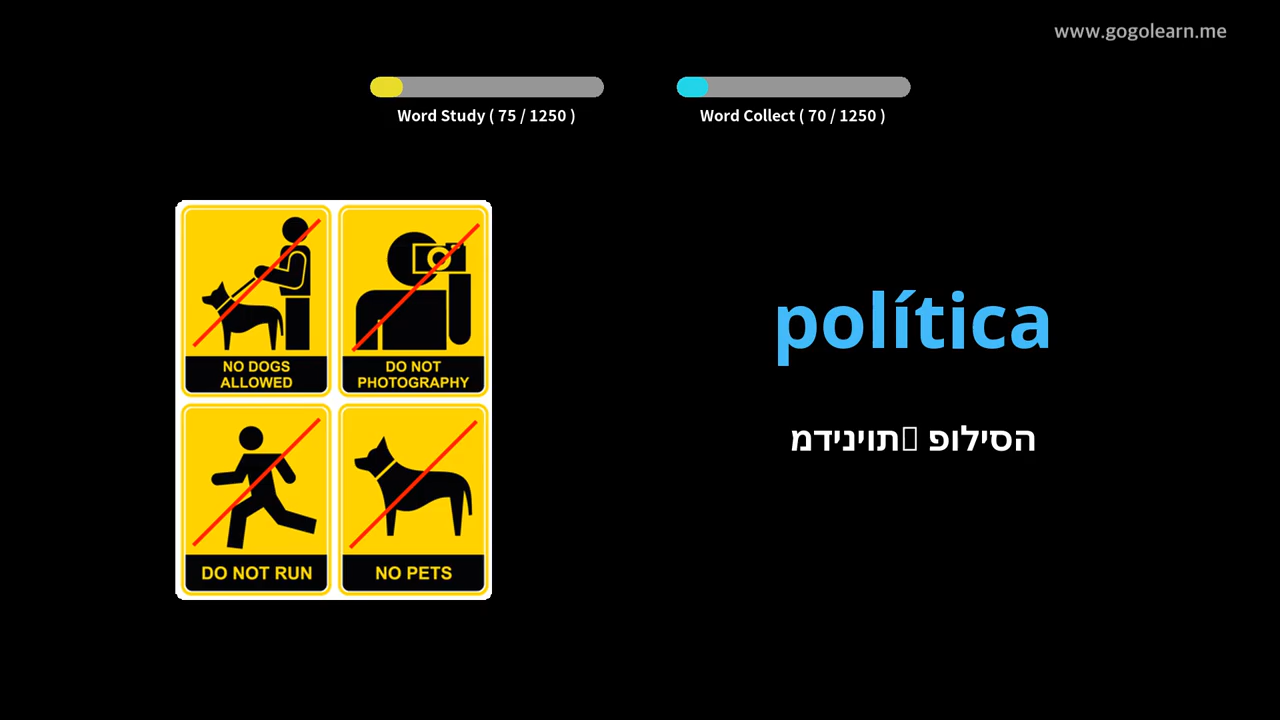 www.gogolearn.me
Word Study ( 75 / 1250 )
Word Collect ( 70 / 1250 )
NO DOGS
ALLOWED
DO NOT
PHOTOGRAPHY
DO NOT RUN
NO PETS
política
מדיניות פוליסה